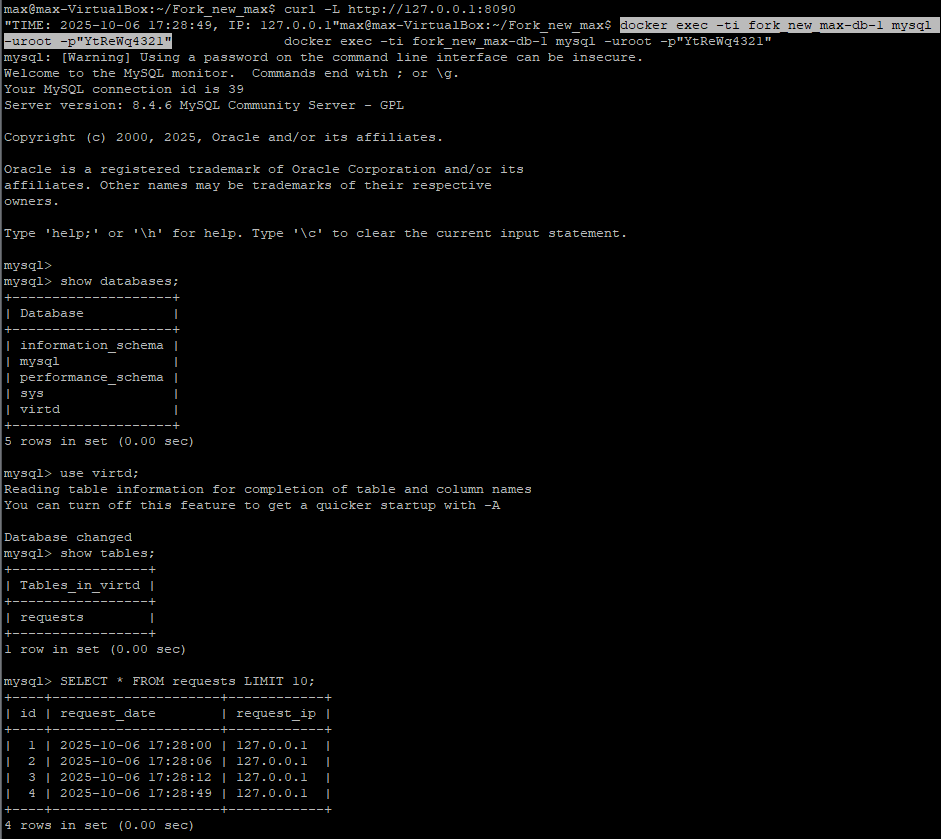 max@max-VirtualBox:~/Fork_new_max$ curl -L http://127.0.0.1:8090
"TIME: 2025-10-06 17:28:49, IP: 127.0.0.1"max@max-VirtualBox:~/Fork_new_max$ docker exec -ti fork_new_max-db-1 mysql
-uroot -p"YtReWq4321"              docker exec -ti fork_new_max-db-1 mysql -uroot -p"YtReWq4321"
mysql: [Warning] Using a password on the command line interface can be insecure.
Welcome to the MySQL monitor.  Commands end with ; or \g.
Your MySQL connection id is 39
Server version: 8.4.6 MySQL Community Server - GPL

Copyright (c) 2000, 2025, Oracle and/or its affiliates.

Oracle is a registered trademark of Oracle Corporation and/or its
affiliates. Other names may be trademarks of their respective
owners.

Type 'help;' or '\h' for help. Type '\c' to clear the current input statement.

mysql>
mysql> show databases;
+--------------------+
| Database           |
+--------------------+
| information_schema |
| mysql              |
| performance_schema |
| sys                |
| virtd              |
+--------------------+
5 rows in set (0.00 sec)

mysql> use virtd;
Reading table information for completion of table and column names
You can turn off this feature to get a quicker startup with -A

Database changed
mysql> show tables;
+-----------------+
| Tables_in_virtd |
+-----------------+
| requests        |
+-----------------+
1 row in set (0.00 sec)

mysql> SELECT * FROM requests LIMIT 10;
+----+---------------------+------------+
| id | request_date        | request_ip |
+----+---------------------+------------+
|  1 | 2025-10-06 17:28:00 | 127.0.0.1  |
|  2 | 2025-10-06 17:28:06 | 127.0.0.1  |
|  3 | 2025-10-06 17:28:12 | 127.0.0.1  |
|  4 | 2025-10-06 17:28:49 | 127.0.0.1  |
+----+---------------------+------------+
4 rows in set (0.00 sec)